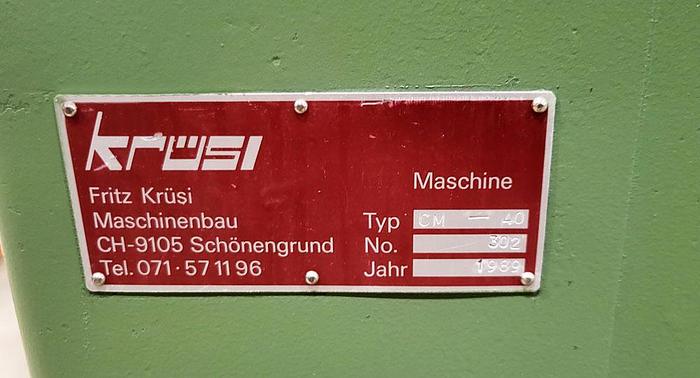 krüsi
Fritz Krüsi
Maschinenbau
CH-9105 Schönengrund
Tel. 071·57 11 96
Maschine
Typ CM — 40
No. 302
Jahr 1989